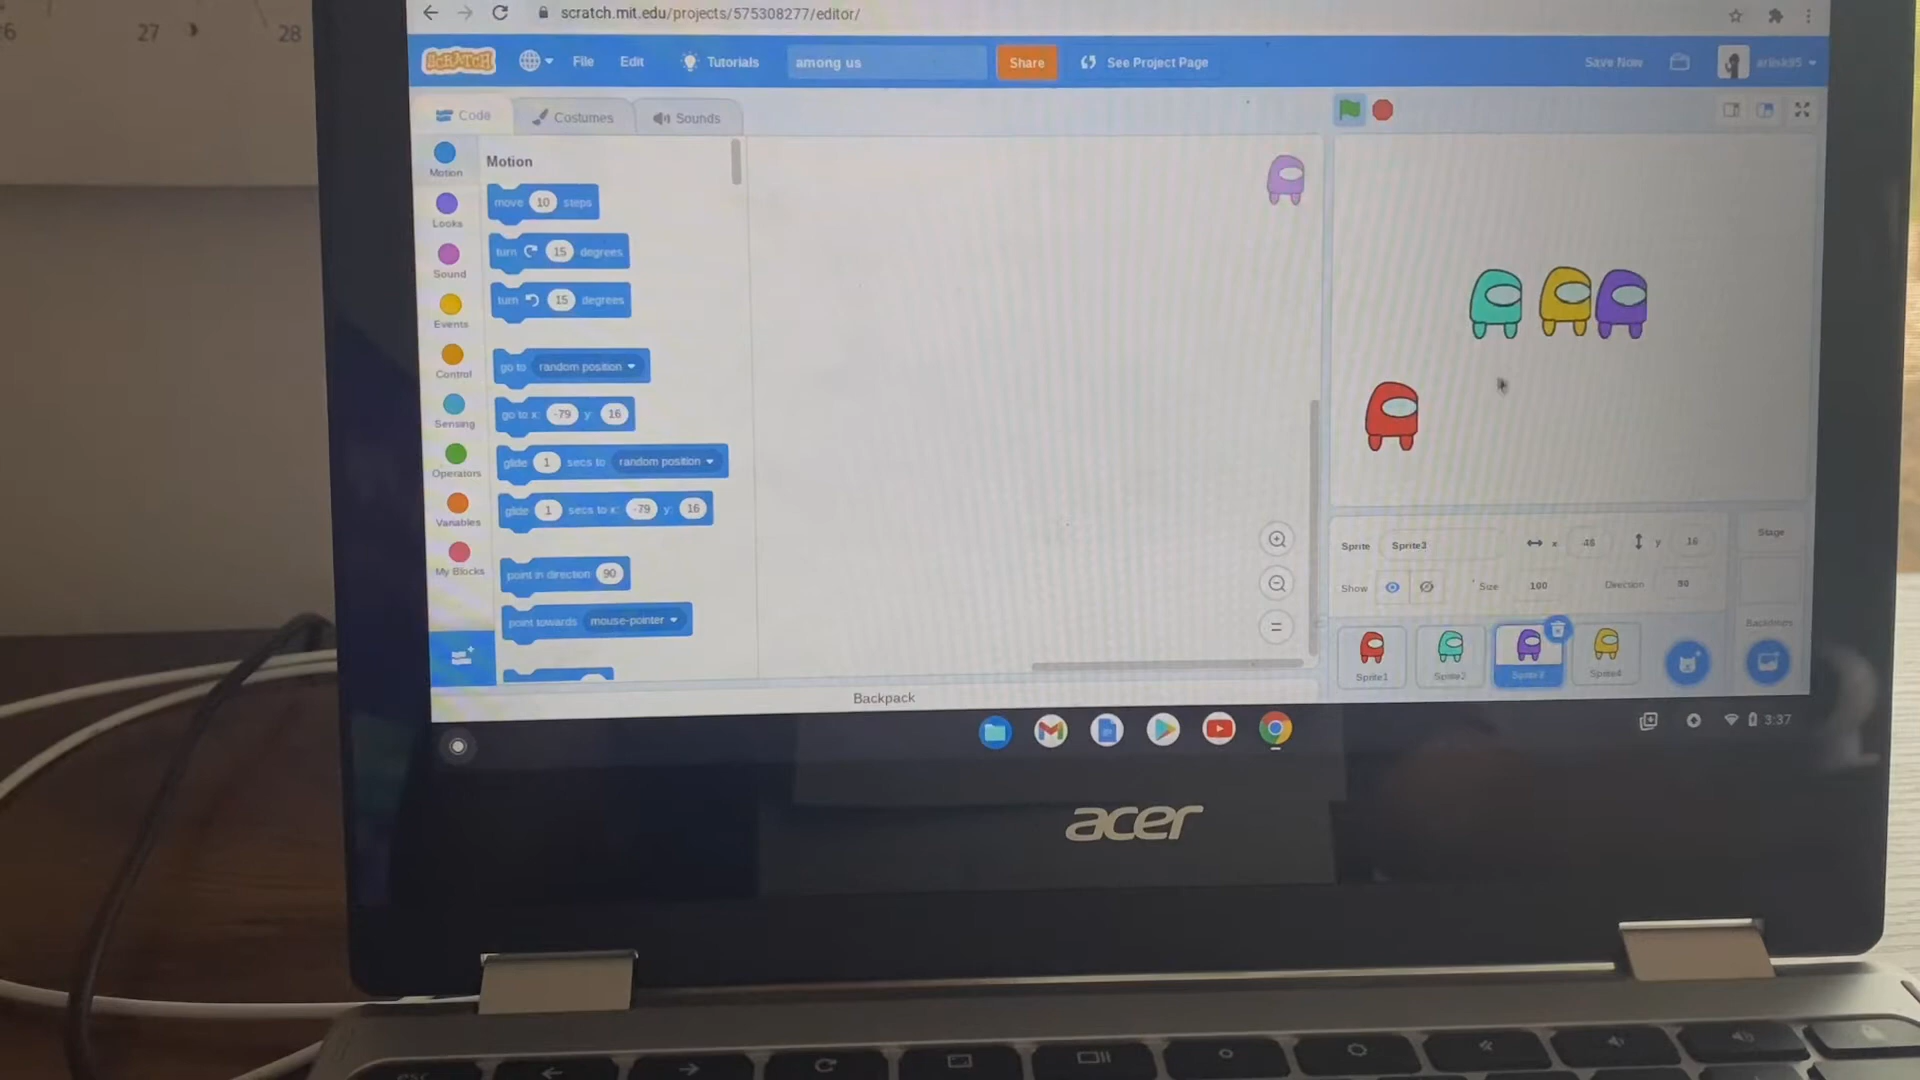 27
28
scratch.mit.edu/projects/575308277/editor/
SCRATCH
File
Edit
Tutorials
among us
Share
See Project Page
Save Now
Code
Costumes
Sounds
Motion
Looks
Sound
Events
Control
Sensing
Operators
Variables
My Blocks
Motion
move 10 steps
turn 15 degrees
turn 15 degrees
go to random position
go to x: -79 y: 16
glide 1 secs to random position
glide 1 secs to x: -79 y: 16
point in direction 90
point towards mouse-pointer
=
Backpack
Sprite Sprite3 x y 16
Show Size 100 Direction 90
Sprite1
Sprite2
Sprite3
Sprite4
Stage
Backdrops
3:37
acer
esc